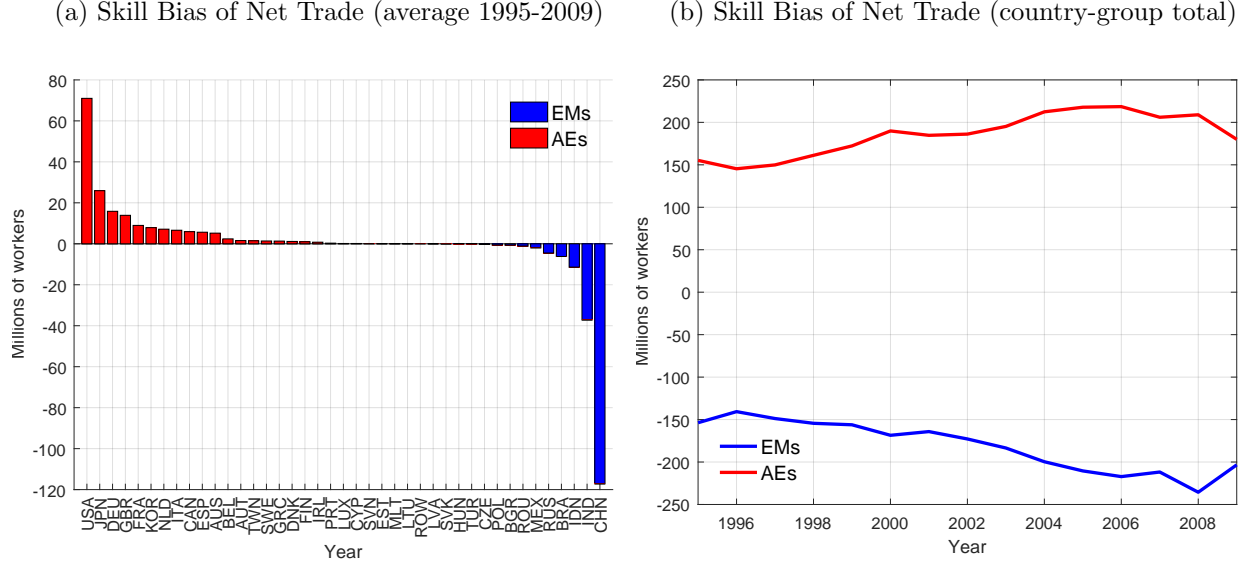 (a) Skill Bias of Net Trade (average 1995-2009)
80
60
40
20
0
-20
-40
-60
-80
-100
-120
Millions of workers
EMs
AEs
USA
JPN
DEU
GBR
FRA
KOR
NLD
ITA
CAN
ESP
AUS
BEL
AUT
TWN
SWE
GRC
DNK
FIN
IRL
PRT
LUX
CYP
SVN
EST
MLT
LTU
ROW
LVA
SVK
HUN
TUR
CZE
POL
BGR
ROU
MEX
RUS
BRA
IDN
IND
CHN
Year
(b) Skill Bias of Net Trade (country-group total)
250
200
150
100
50
0
-50
-100
-150
-200
-250
Millions of workers
EMs
AEs
1996
1998
2000
2002
2004
2006
2008
Year